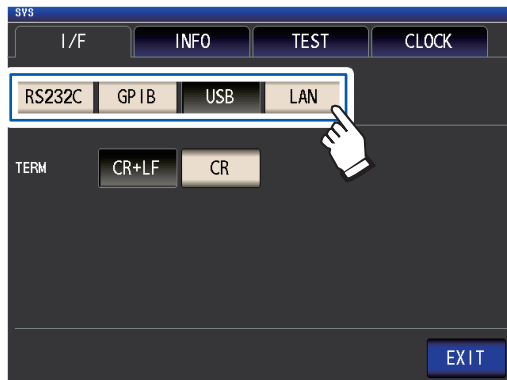 SYS
I/F INFO TEST CLOCK
RS232C GPIB USB LAN
TERM CR+LF CR
EXIT